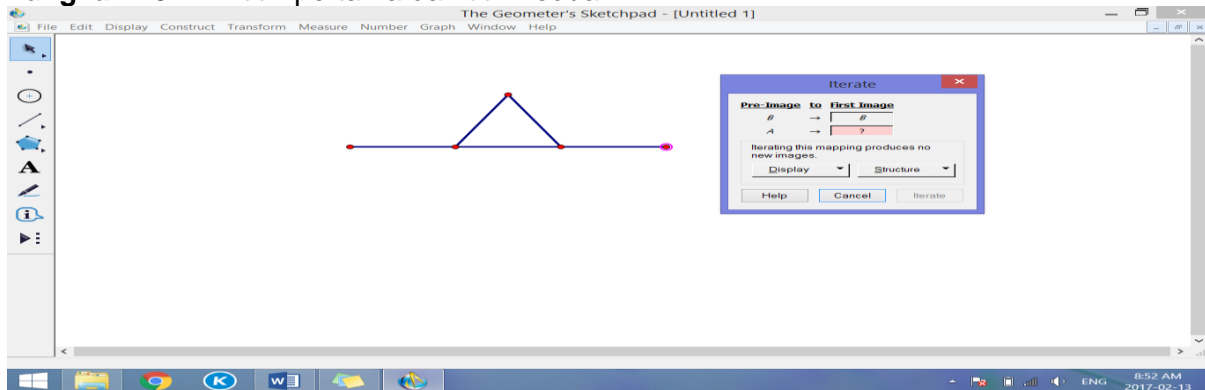 The Geometer's Sketchpad - [Untitled 1]
File Edit Display Construct Transform Measure Number Graph Window Help
Iterate
Pre-Image to First Image
B → B
A → ?
Iterating this mapping produces no
new images.
Display Structure
Help Cancel Iterate
A
i
K
W
ENG
8:52 AM
2017-02-13